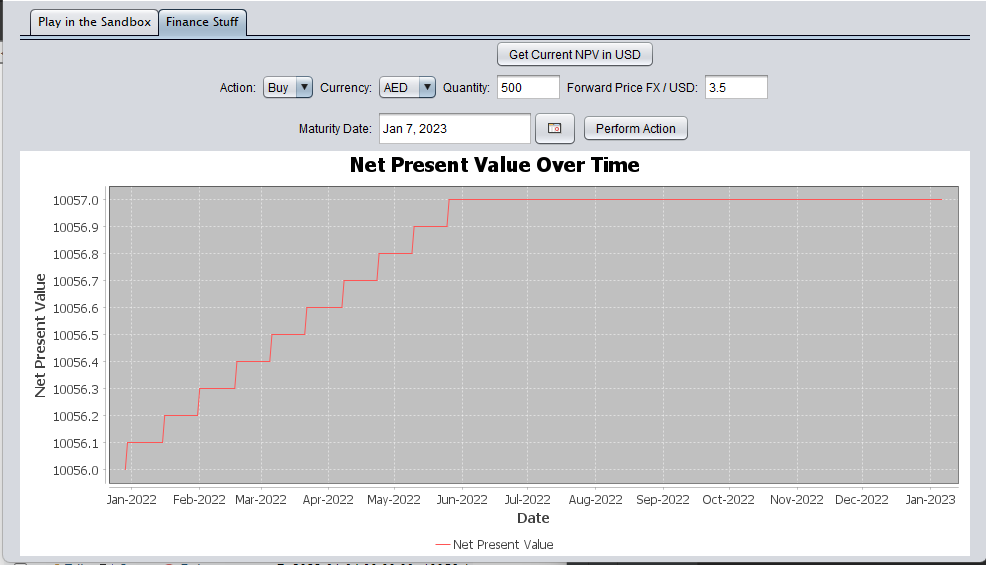 Play in the Sandbox Finance Stuff
Get Current NPV in USD
Action: Buy Currency: AED Quantity: 500 Forward Price FX / USD: 3.5
Maturity Date: Jan 7, 2023 Perform Action
Net Present Value Over Time
10057.0
10056.9
10056.8
10056.7
10056.6
10056.5
10056.4
10056.3
10056.2
10056.1
10056.0
Net Present Value
Jan-2022 Feb-2022 Mar-2022 Apr-2022 May-2022 Jun-2022 Jul-2022 Aug-2022 Sep-2022 Oct-2022 Nov-2022 Dec-2022 Jan-2023
Date
Net Present Value